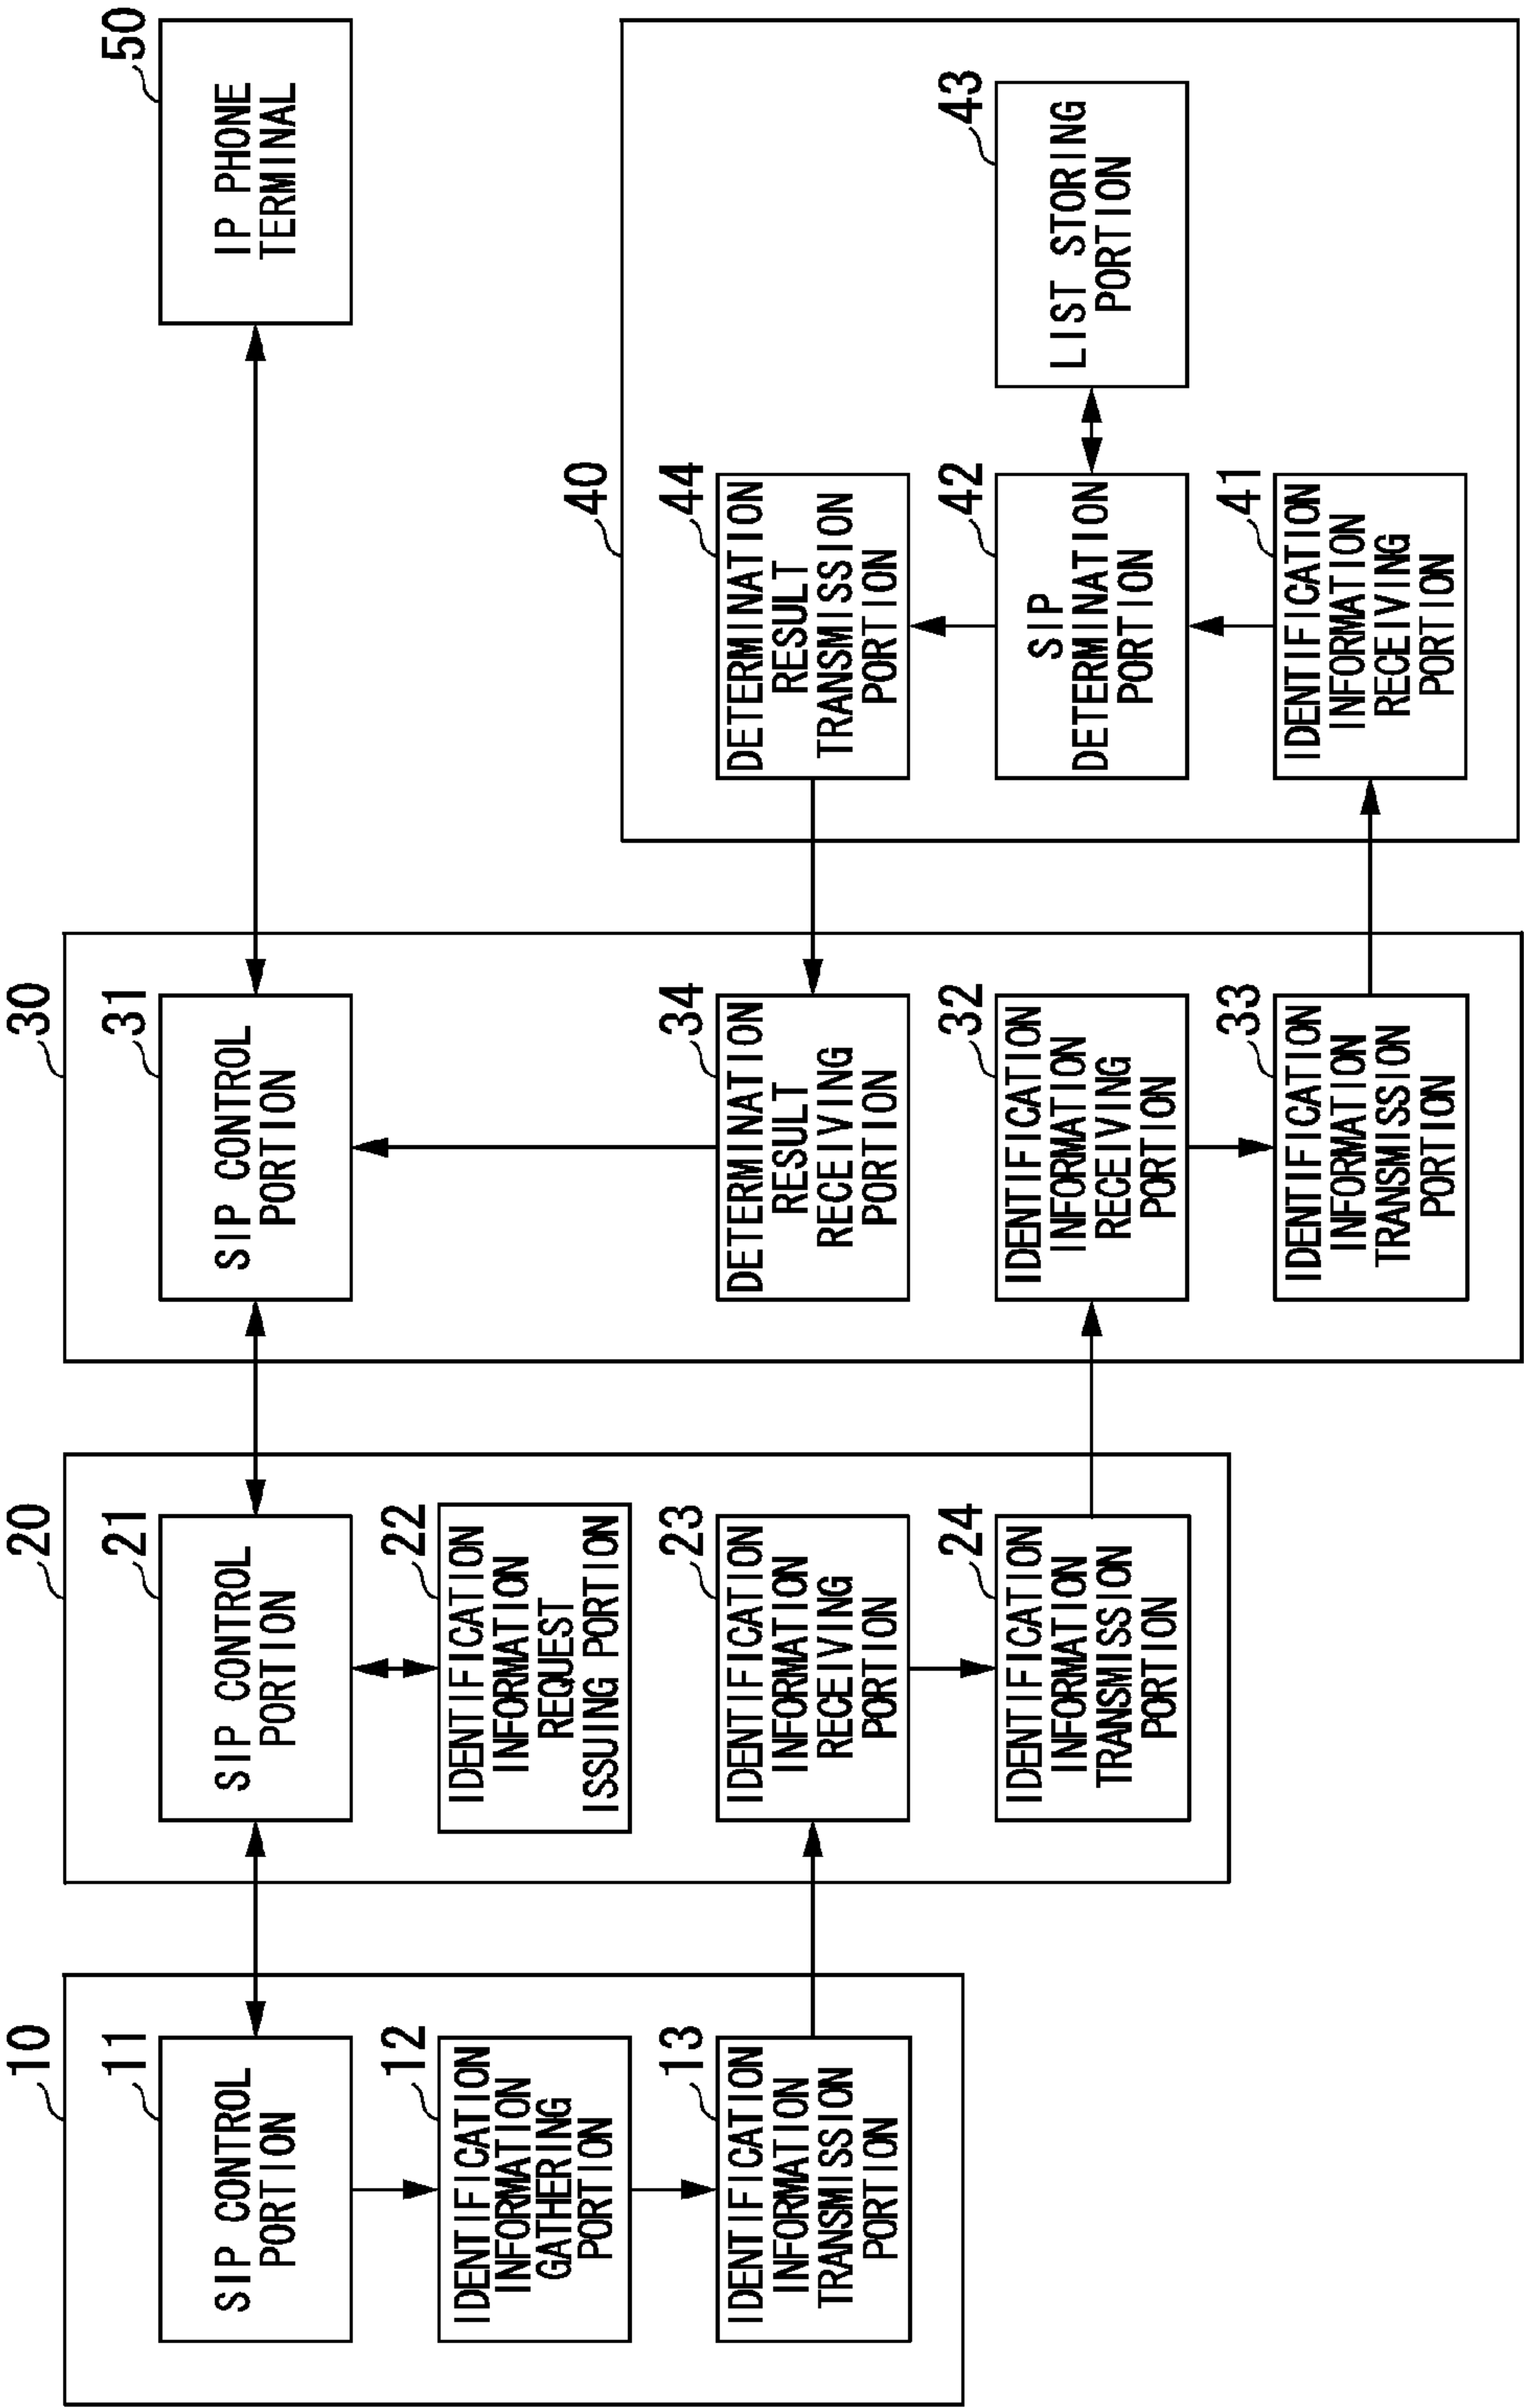 10
11
SIP CONTROL
PORTION
12
IDENTIFICATION
INFORMATION
GATHERING
PORTION
13
IDENTIFICATION
INFORMATION
TRANSMISSION
PORTION
20
21
SIP CONTROL
PORTION
22
IDENTIFICATION
INFORMATION
REQUEST
ISSUING PORTION
23
IDENTIFICATION
INFORMATION
RECEIVING
PORTION
24
IDENTIFICATION
INFORMATION
TRANSMISSION
PORTION
30
31
SIP CONTROL
PORTION
34
DETERMINATION
RESULT
RECEIVING
PORTION
32
IDENTIFICATION
INFORMATION
RECEIVING
PORTION
33
IDENTIFICATION
INFORMATION
TRANSMISSION
PORTION
50
IP PHONE
TERMINAL
40
44
DETERMINATION
RESULT
TRANSMISSION
PORTION
42
SIP
DETERMINATION
PORTION
43
LIST STORING
PORTION
41
IDENTIFICATION
INFORMATION
RECEIVING
PORTION